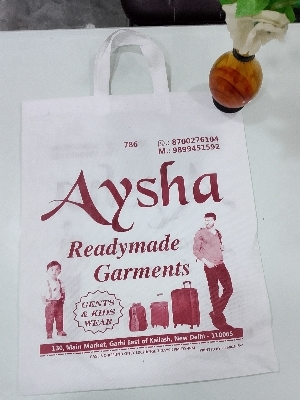 786
☏.: 8700276104
M.: 9899451592
Aysha
Readymade
Garments
GENTS
& KIDS
WEAR
130, Main Market, Garhi East of Kailash, New Delhi - 110065